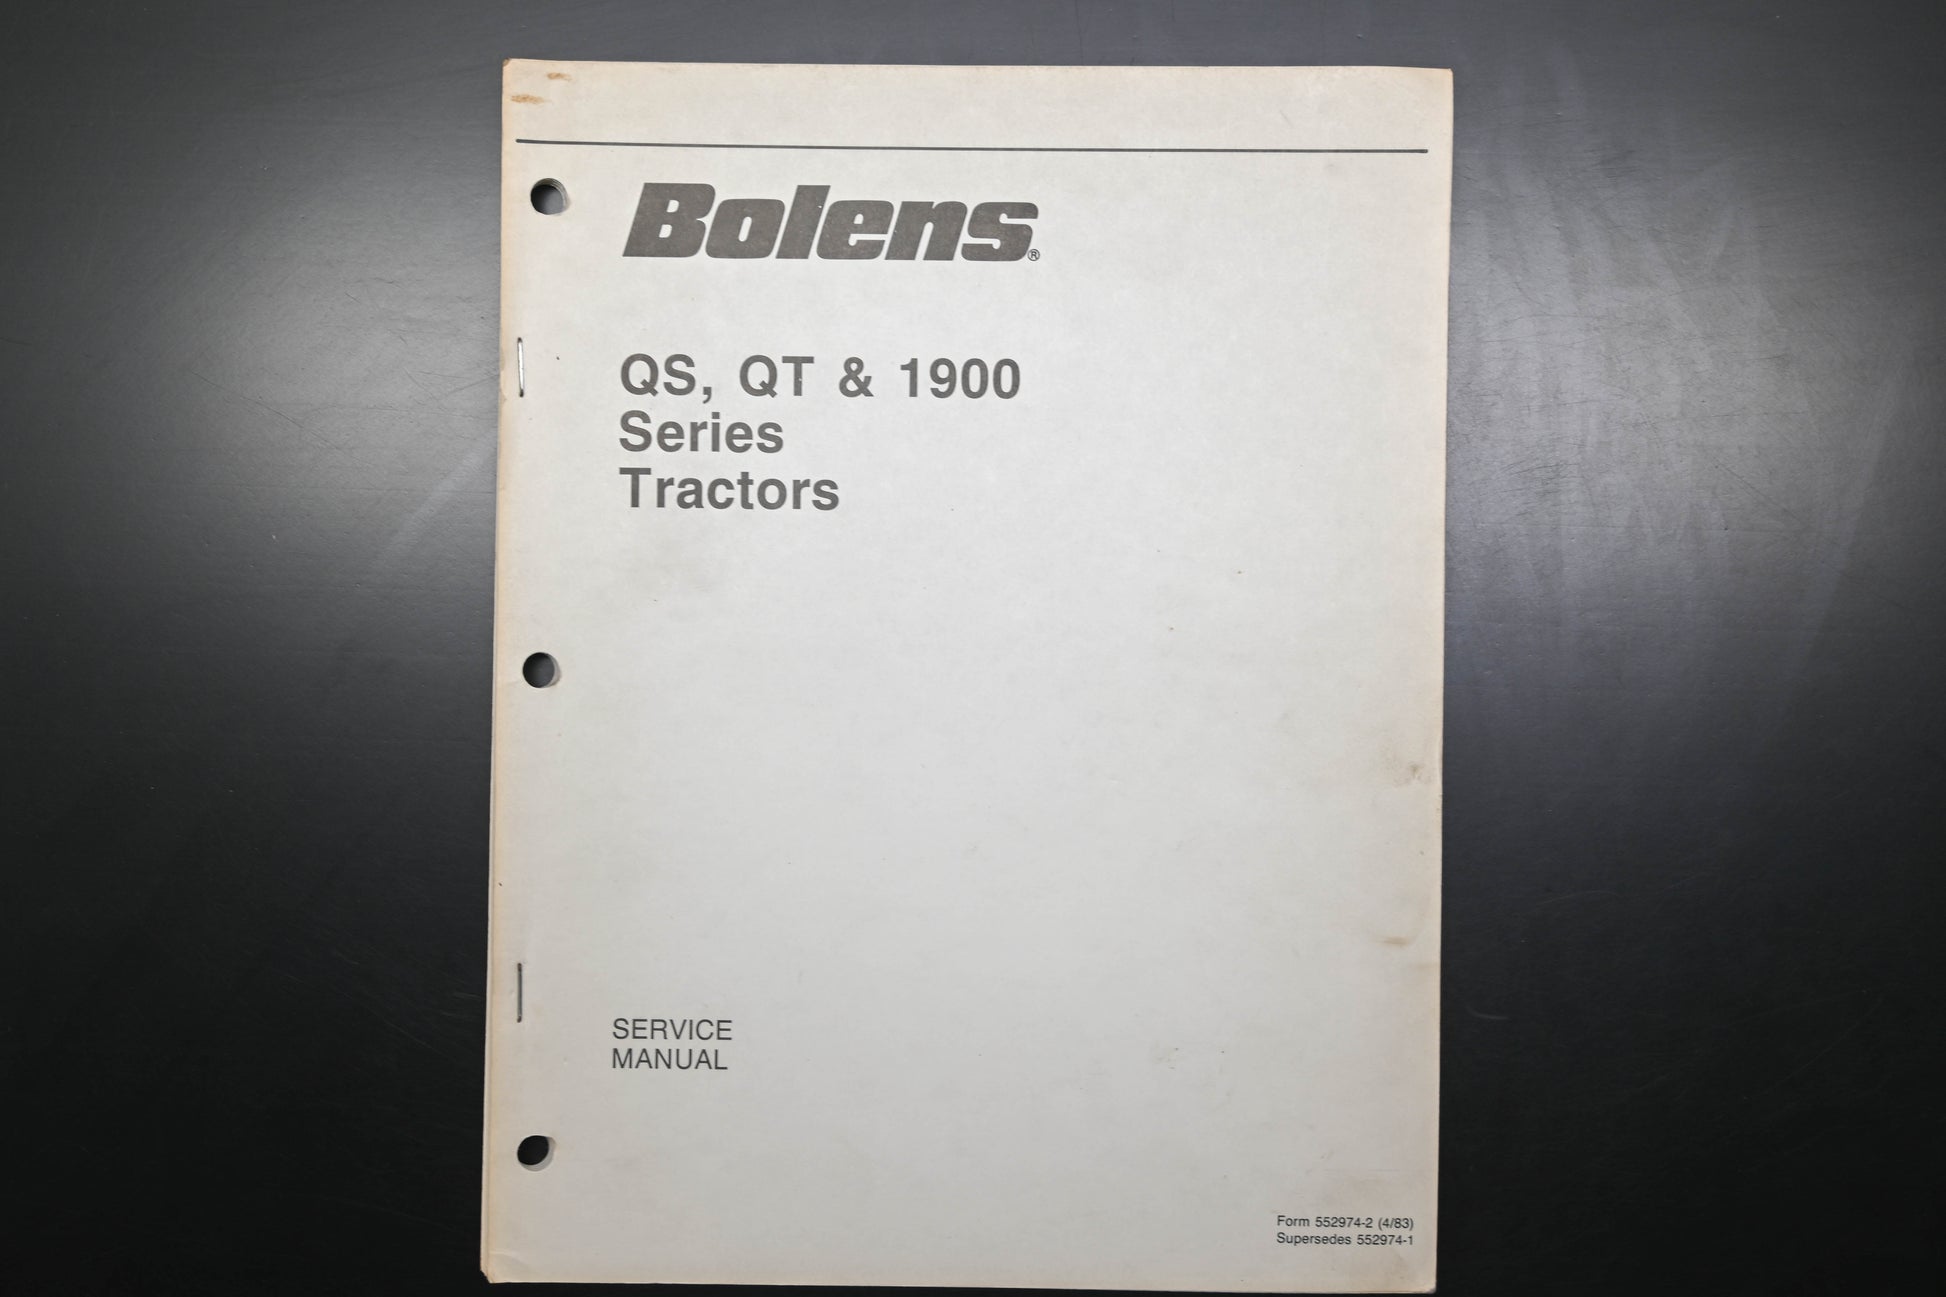 Bolens®
QS, QT & 1900
Series
Tractors
SERVICE
MANUAL
Form 552974-2 (4/83)
Supersedes 552974-1